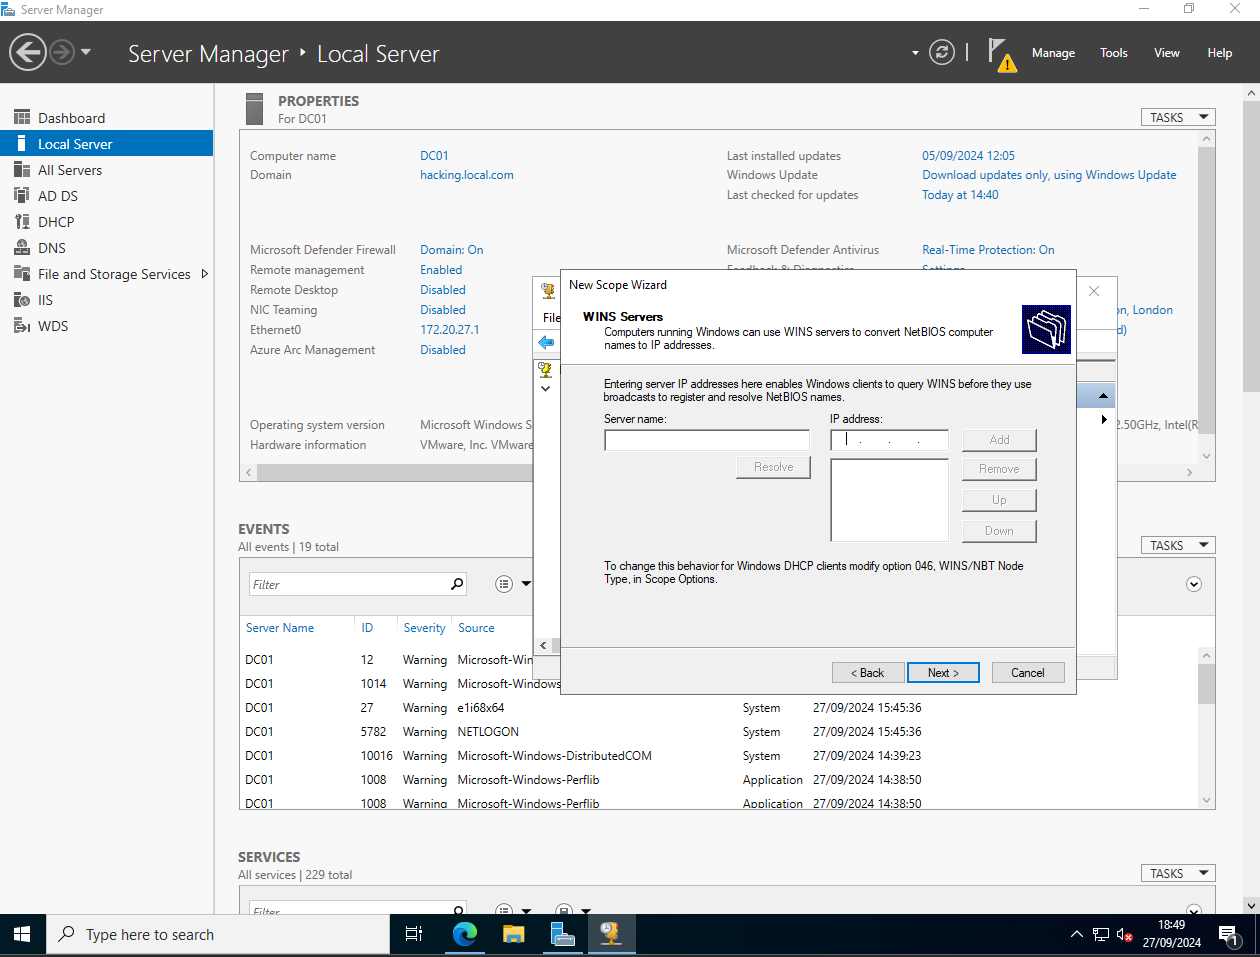 Server Manager
Server Manager ‣ Local Server
Manage Tools View Help
Dashboard
Local Server
All Servers
AD DS
DHCP
DNS
File and Storage Services
IIS
WDS
PROPERTIES
For DC01
TASKS
Computer name DC01
Domain hacking.local.com
Last installed updates 05/09/2024 12:05
Windows Update Download updates only, using Windows Update
Last checked for updates Today at 14:40
Microsoft Defender Firewall Domain: On
Remote management Enabled
Remote Desktop Disabled
NIC Teaming Disabled
Ethernet0 172.20.27.1
Azure Arc Management Disabled
Microsoft Defender Antivirus Real-Time Protection: On
Feedback & Diagnostics Settings
on, London
d)
Operating system version Microsoft Windows S
Hardware information VMware, Inc. VMware
2.50GHz, Intel(R
File
New Scope Wizard
WINS Servers
Computers running Windows can use WINS servers to convert NetBIOS computer
names to IP addresses.
Entering server IP addresses here enables Windows clients to query WINS before they use
broadcasts to register and resolve NetBIOS names.
Server name: IP address:
. . .
Add
Resolve
Remove
Up
Down
To change this behavior for Windows DHCP clients modify option 046, WINS/NBT Node
Type, in Scope Options.
< Back Next > Cancel
EVENTS
All events | 19 total
TASKS
Filter
Server Name ID Severity Source
DC01 12 Warning Microsoft-Win
DC01 1014 Warning Microsoft-Windows
DC01 27 Warning e1i68x64 System 27/09/2024 15:45:36
DC01 5782 Warning NETLOGON System 27/09/2024 15:45:36
DC01 10016 Warning Microsoft-Windows-DistributedCOM System 27/09/2024 14:39:23
DC01 1008 Warning Microsoft-Windows-Perflib Application 27/09/2024 14:38:50
DC01 1008 Warning Microsoft-Windows-Perflib Application 27/09/2024 14:38:50
SERVICES
All services | 229 total
TASKS
Filter
Type here to search
18:49
27/09/2024
1